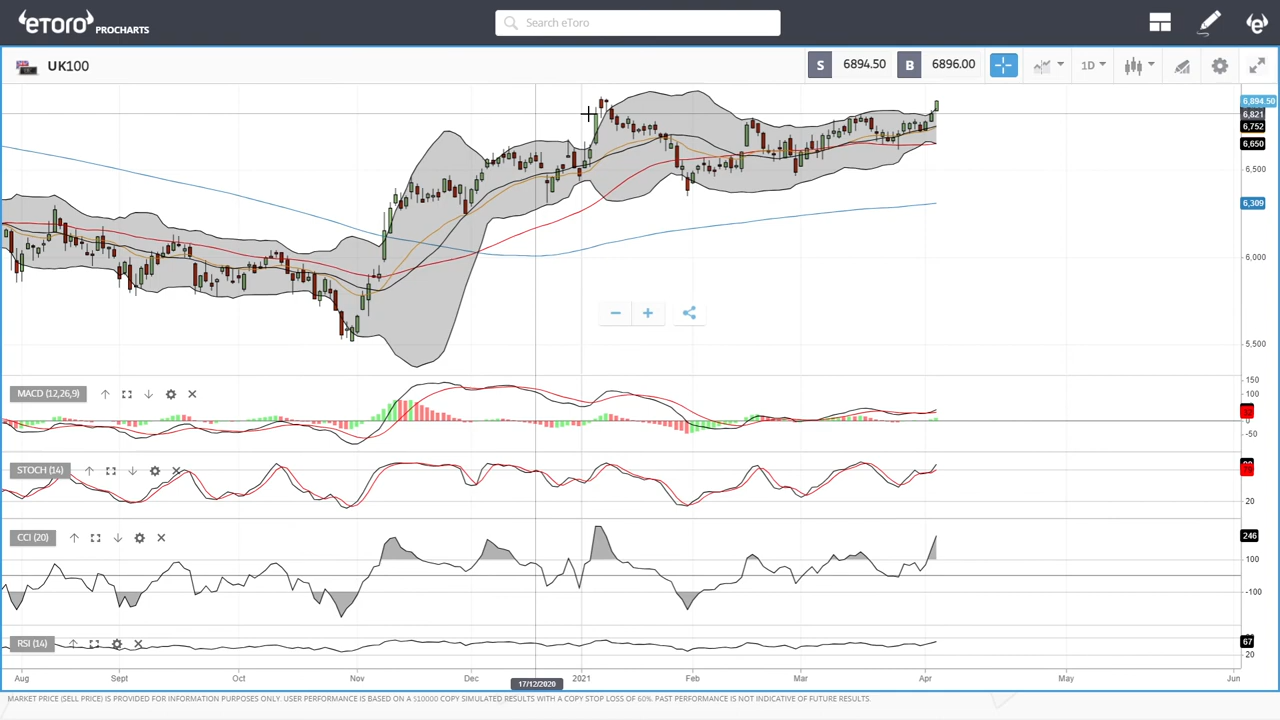 eToro PROCHARTS
Search eToro
UK100
S 6894.50 B 6896.00
1D
6,894.50
6,821
6,752
6,650
6,500
6,309
6,000
5,500
MACD (12,26,9)
150
100
0
-50
STOCH (14)
20
CCI (20)
246
100
-100
RSI (14)
67
20
Aug Sept Oct Nov Dec 17/12/2020 2021 Feb Mar Apr May Jun
MARKET PRICE (SELL PRICE) IS PROVIDED FOR INFORMATION PURPOSES ONLY. USER PERFORMANCE IS BASED ON A $10000 COPY SIMULATED RESULTS WITH A COPY STOP LOSS OF 60%. PAST PERFORMANCE IS NOT INDICATIVE OF FUTURE RESULTS.